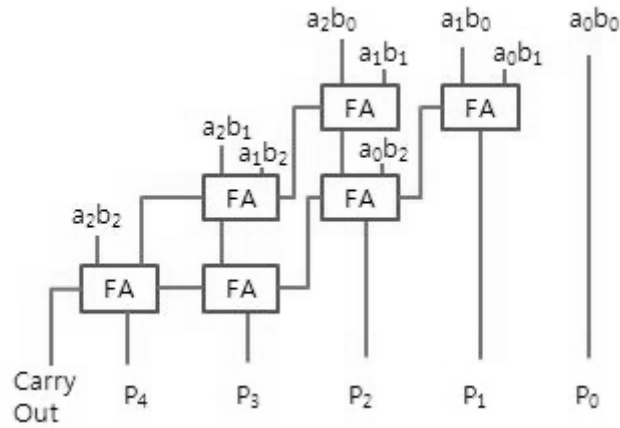 a₂b₀ a₁b₀ a₀b₀
a₁b₁ a₀b₁
FA FA
a₂b₁
a₁b₂ a₀b₂
FA FA
a₂b₂
FA FA
Carry Out P₄ P₃ P₂ P₁ P₀